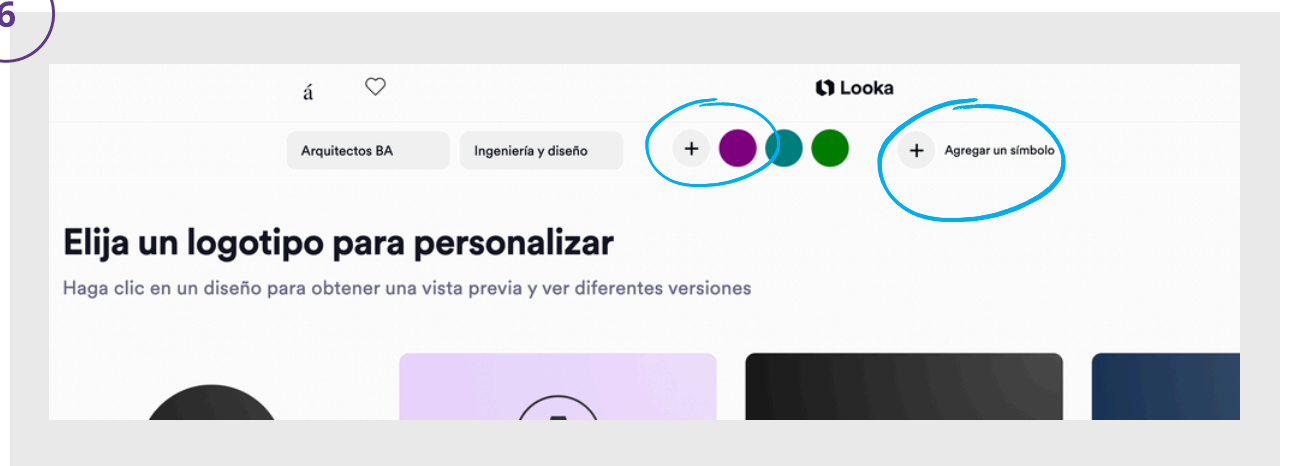 6
á
Looka
Arquitectos BA
Ingeniería y diseño
+
+
Agregar un símbolo
Elija un logotipo para personalizar
Haga clic en un diseño para obtener una vista previa y ver diferentes versiones